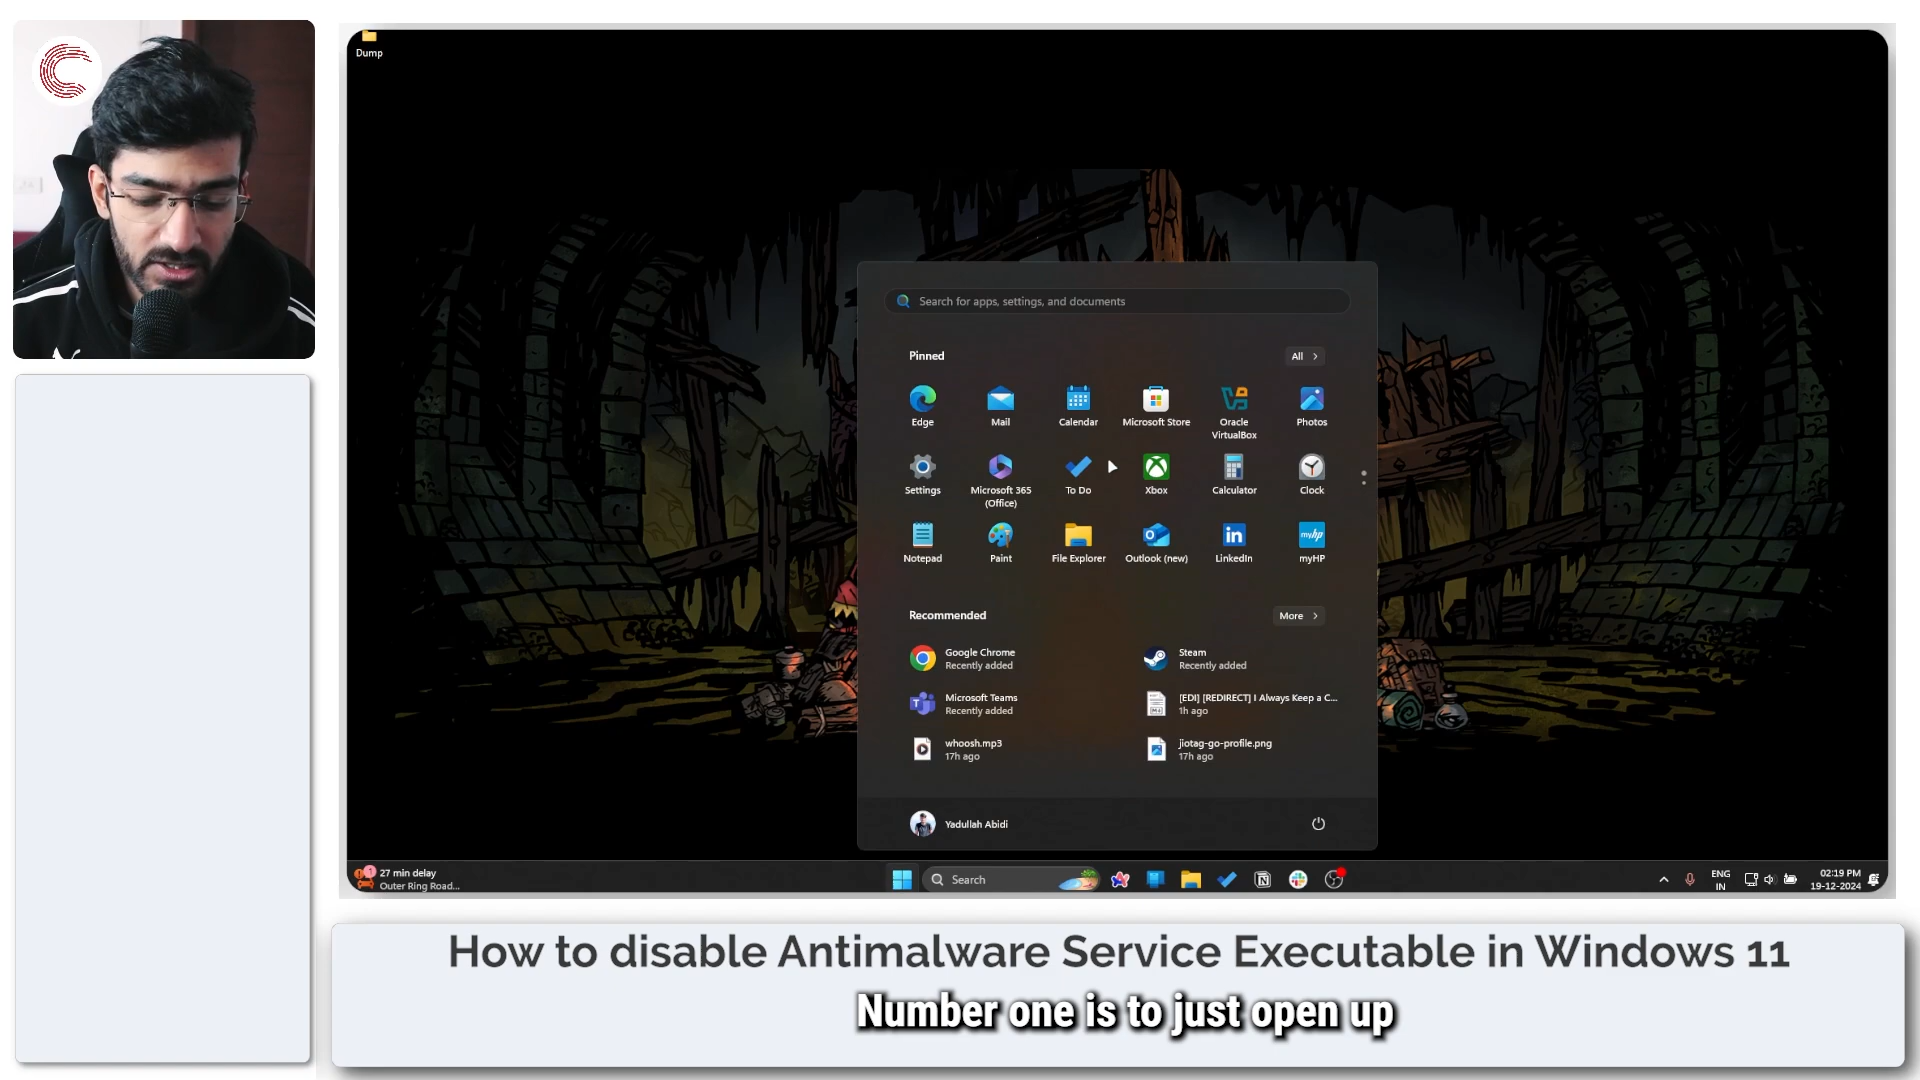 Dump
Search for apps, settings, and documents
Pinned
All
Edge
Mail
Calendar
Microsoft Store
Oracle
VirtualBox
Photos
Settings
Microsoft 365
(Office)
To Do
Xbox
Calculator
Clock
Notepad
Paint
File Explorer
Outlook (new)
LinkedIn
myhp
myHP
Recommended
More
Google Chrome
Recently added
Steam
Recently added
Microsoft Teams
Recently added
[EDI] [REDIRECT] I Always Keep a C...
1h ago
whoosh.mp3
17h ago
jiotag-go-profile.png
17h ago
Yadullah Abidi
27 min delay
Outer Ring Road...
Search
ENG
IN
02:19 PM
19-12-2024
How to disable Antimalware Service Executable in Windows 11
Number one is to just open up